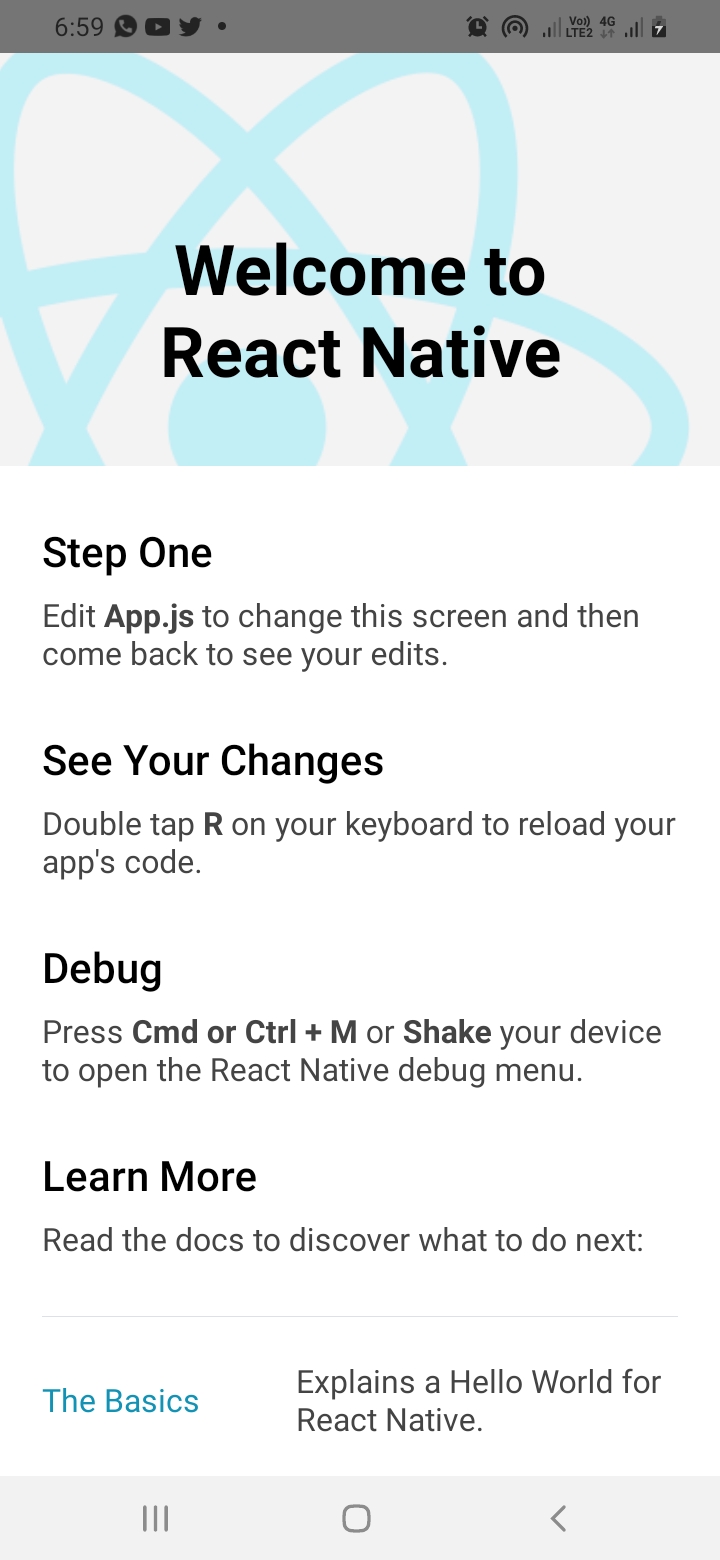 6:59
Vo)) 4G
LTE2
Welcome to
React Native
Step One
Edit App.js to change this screen and then
come back to see your edits.
See Your Changes
Double tap R on your keyboard to reload your
app's code.
Debug
Press Cmd or Ctrl + M or Shake your device
to open the React Native debug menu.
Learn More
Read the docs to discover what to do next:
The Basics
Explains a Hello World for
React Native.